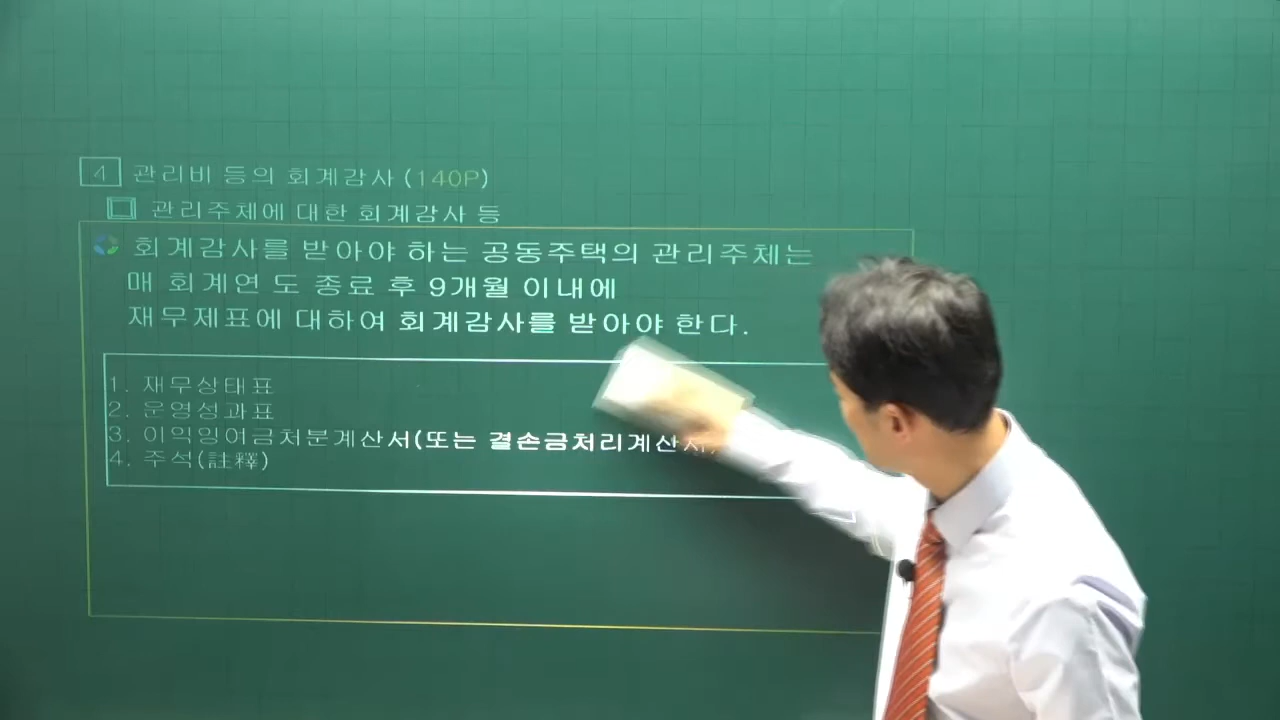 4 관리비 등의 회계감사 (140P)
관리주체에 대한 회계감사 등
회계감사를 받아야 하는 공동주택의 관리주체는
매 회계연 도 종료 후 9개월 이내에
재무제표에 대하여 회계감사를 받아야 한다.
1. 재무상태표
2. 운영성과표
3. 이익잉여금처분계산서(또는 결손금처리계산서)
4. 주석(註釋)